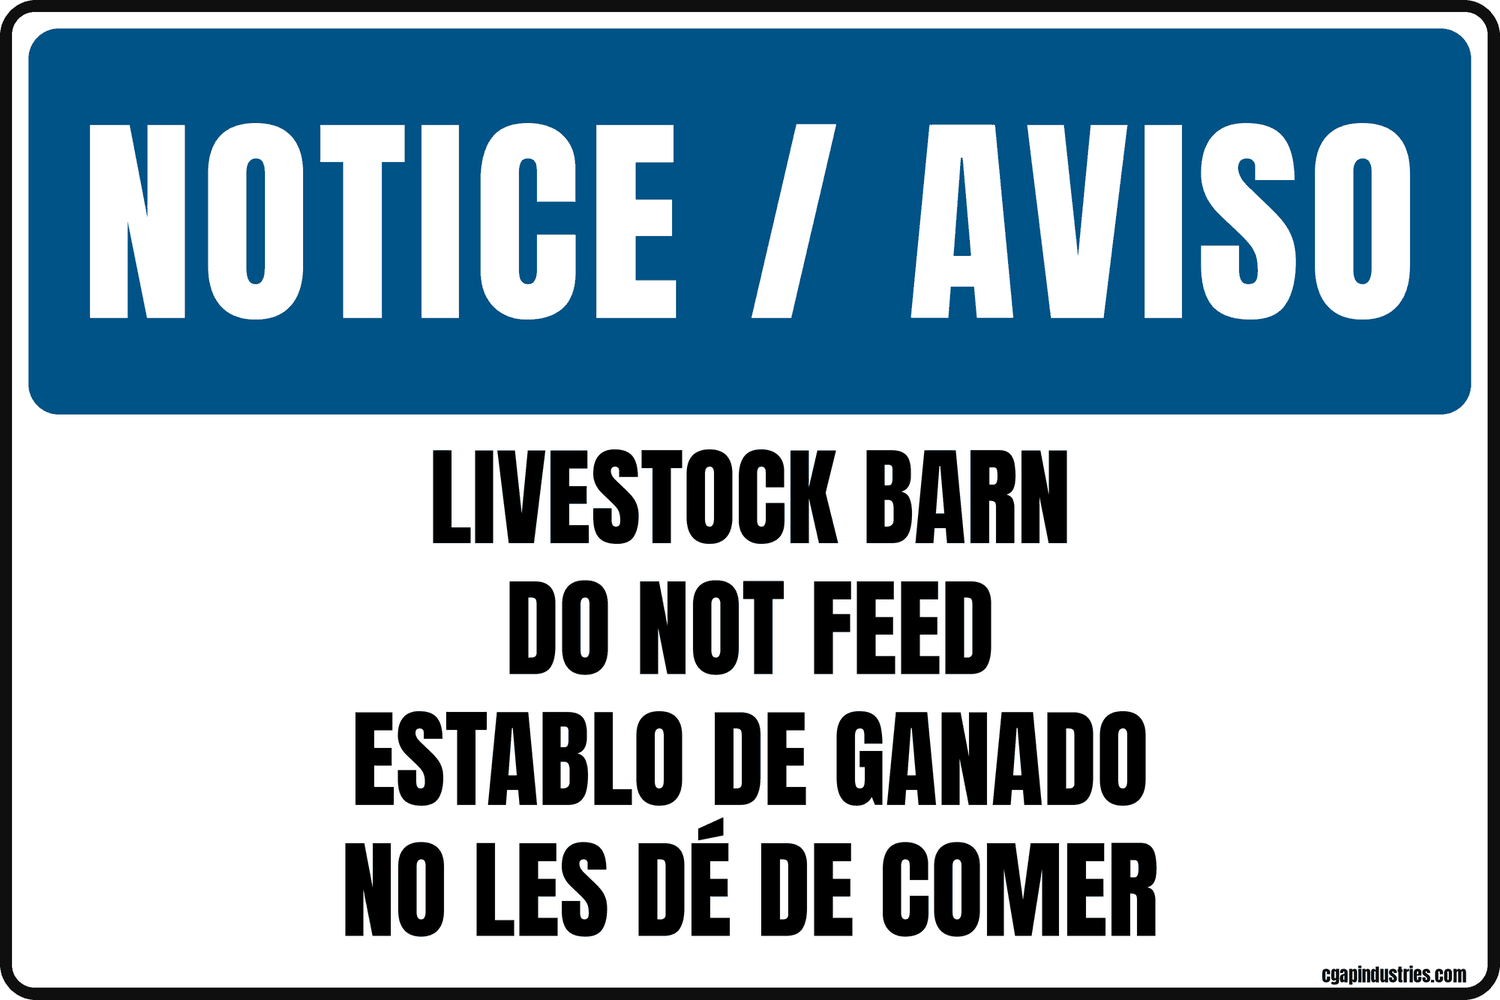 NOTICE / AVISO
LIVESTOCK BARN
DO NOT FEED
ESTABLO DE GANADO
NO LES DÉ DE COMER
cgapindustries.com